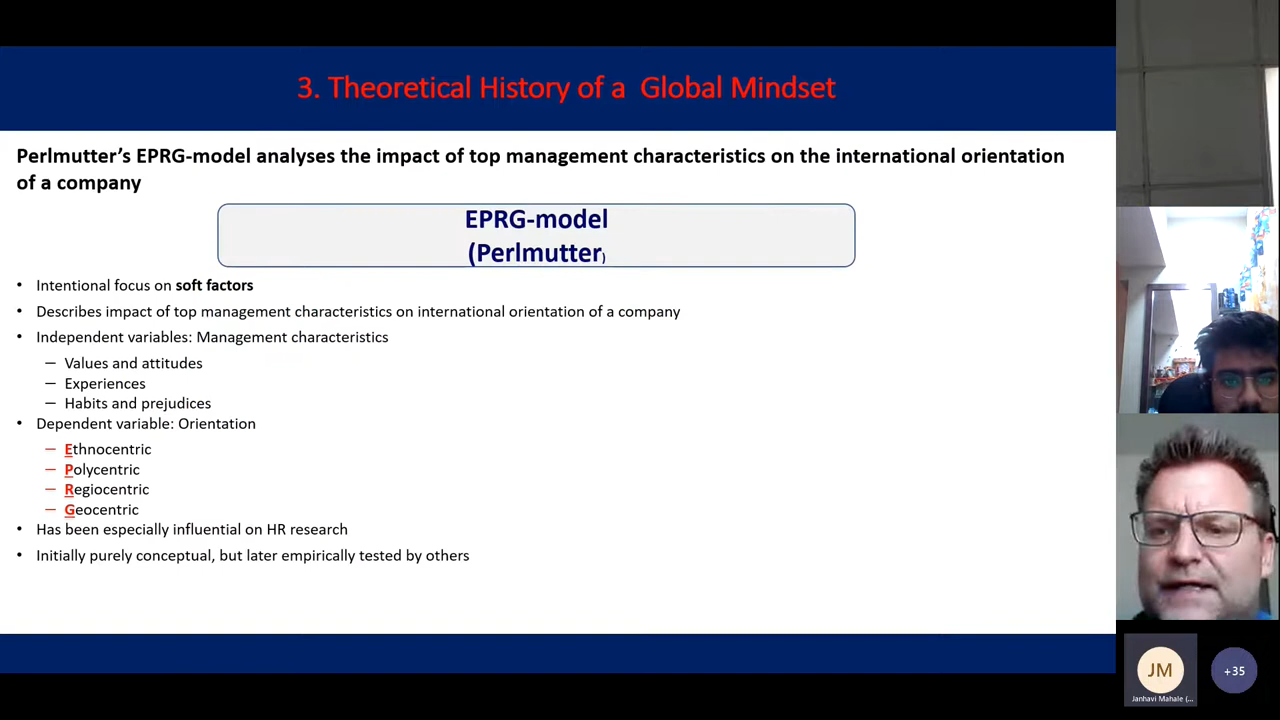 3. Theoretical History of a Global Mindset
Perlmutter's EPRG-model analyses the impact of top management characteristics on the international orientation
of a company
EPRG-model
(Perlmutter)
• Intentional focus on soft factors
• Describes impact of top management characteristics on international orientation of a company
• Independent variables: Management characteristics
– Values and attitudes
– Experiences
– Habits and prejudices
• Dependent variable: Orientation
– Ethnocentric
– Polycentric
– Regiocentric
– Geocentric
• Has been especially influential on HR research
• Initially purely conceptual, but later empirically tested by others
JM
+35
Janhavi Mahale (...